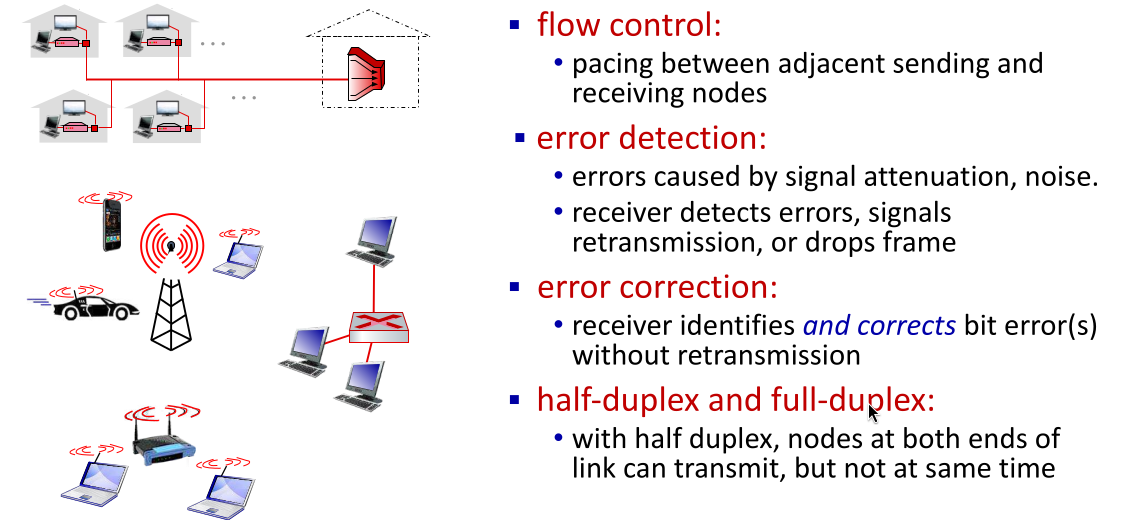 flow control:
pacing between adjacent sending and
receiving nodes
error detection:
errors caused by signal attenuation, noise.
receiver detects errors, signals
retransmission, or drops frame
error correction:
receiver identifies and corrects bit error(s)
without retransmission
half-duplex and full-duplex:
with half duplex, nodes at both ends of
link can transmit, but not at same time